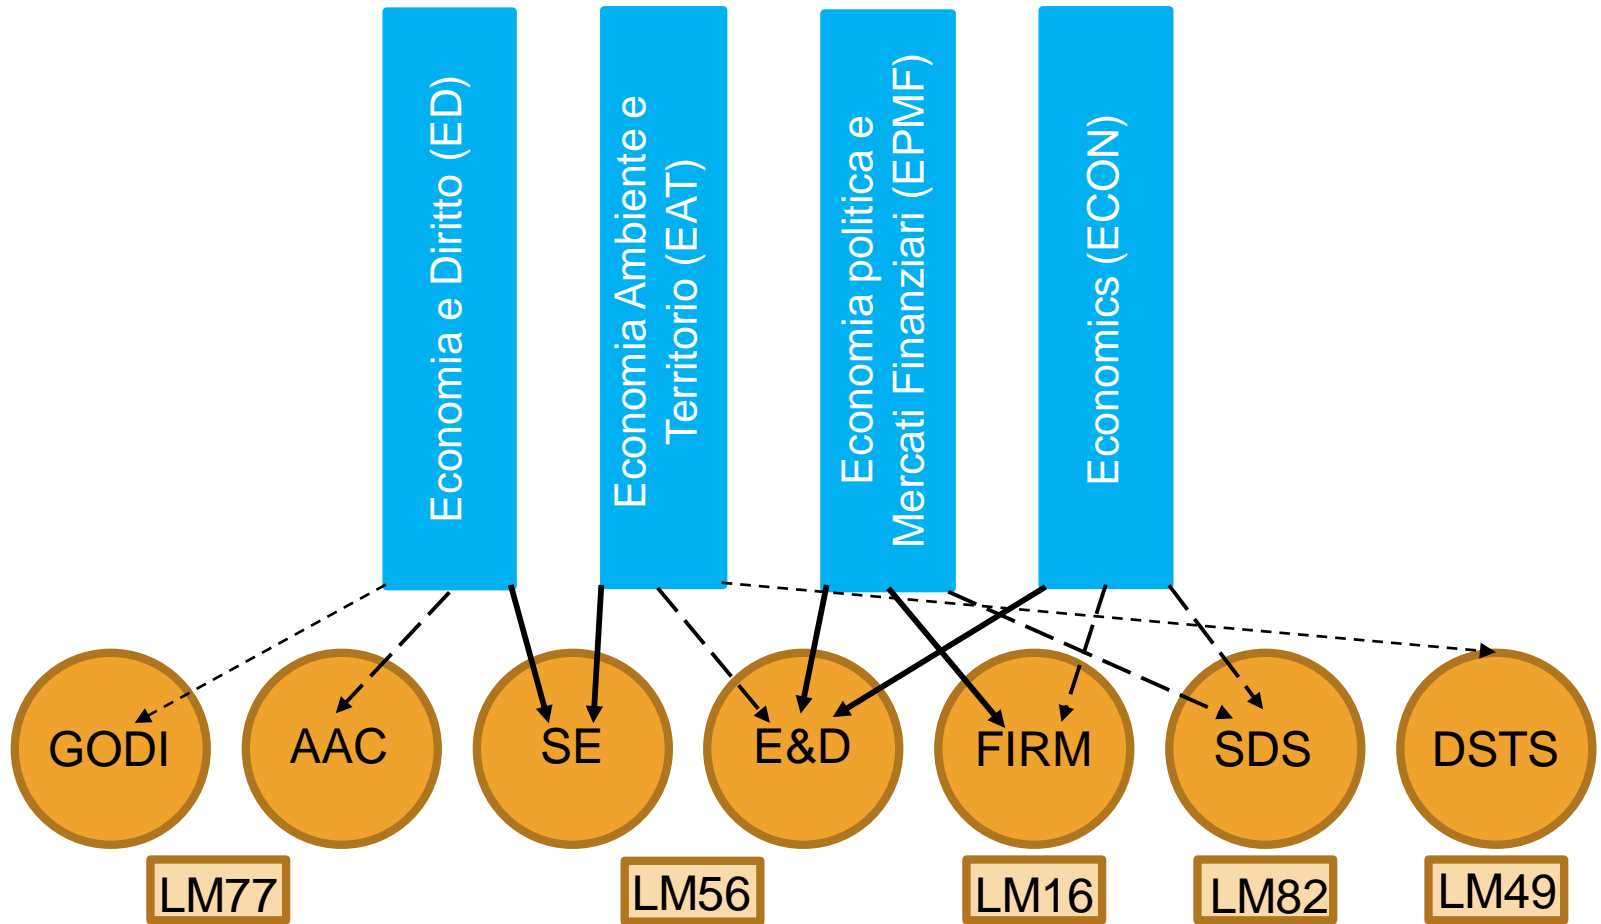 Economia e Diritto (ED)
Economia Ambiente e
Territorio (EAT)
Economia politica e
Mercati Finanziari (EPMF)
Economics (ECON)
GODI
AAC
SE
E&D
FIRM
SDS
DSTS
LM77
LM56
LM16
LM82
LM49